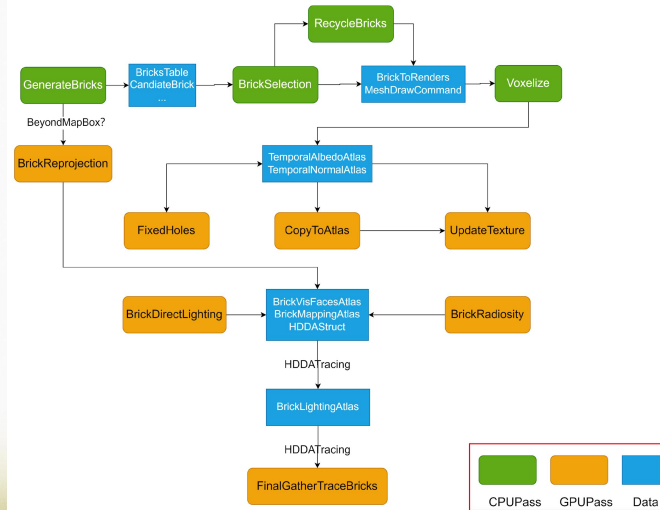 RecycleBricks
GenerateBricks
BricksTable
CandiateBrick
...
BrickSelection
BrickToRenders
MeshDrawCommand
Voxelize
BeyondMapBox?
BrickReprojection
TemporalAlbedoAtlas
TemporalNormalAtlas
FixedHoles
CopyToAtlas
UpdateTexture
BrickDirectLighting
BrickVisFacesAtlas
BrickMappingAtlas
HDDAStruct
BrickRadiosity
HDDATracing
BrickLightingAtlas
HDDATracing
FinalGatherTraceBricks
CPUPass
GPUPass
Data